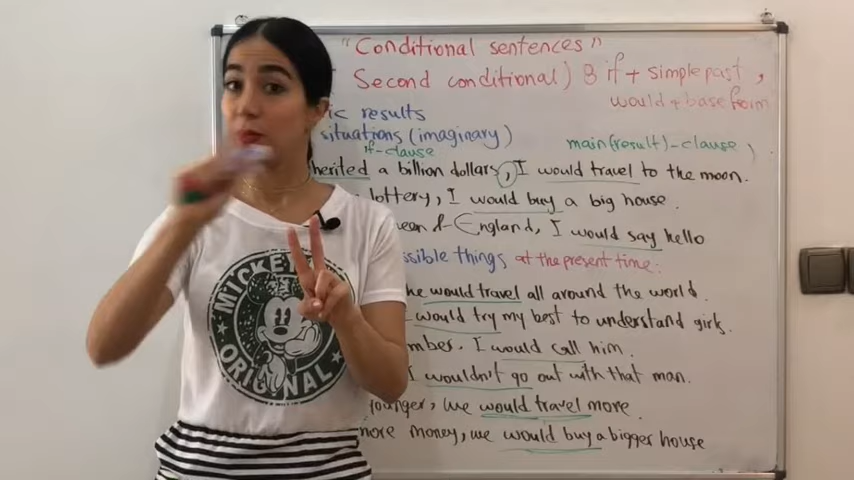 "Conditional sentences"
Second conditional) if + simple past,
would + base form
ic results
situations (imaginary)
if-clause main(result)-clause
herited a billion dollars, I would travel to the moon.
lottery, I would buy a big house.
een of England, I would say hello
ssible things at the present time.
he would travel all around the world.
I would try my best to understand girls.
mber, I would call him.
I wouldn't go out with that man.
younger, we would travel more.
more money, we would buy a bigger house
MICKEY
ORIGINAL